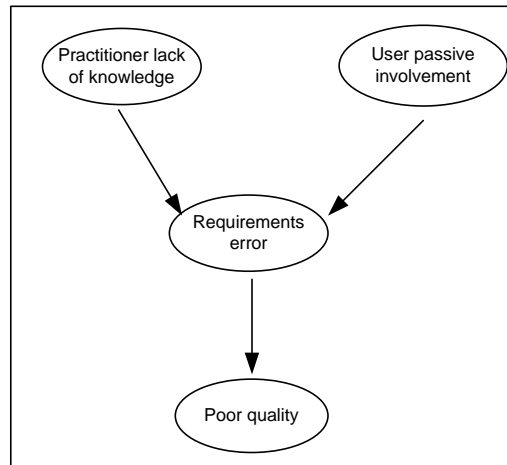 Practitioner lack
of knowledge
User passive
involvement
Requirements
error
Poor quality